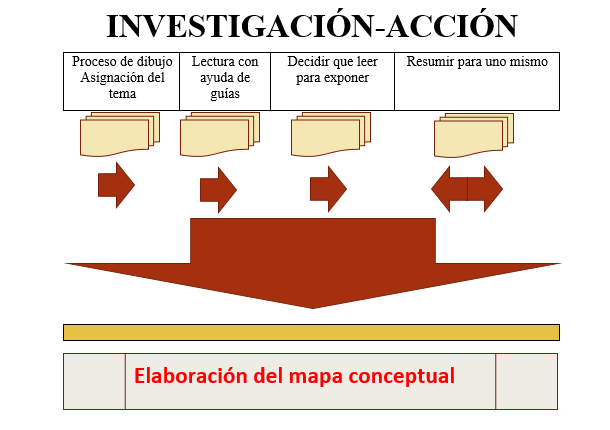 INVESTIGACIÓN-ACCIÓN
Proceso de dibujo
Asignación del
tema
Lectura con
ayuda de
guías
Decidir que leer
para exponer
Resumir para uno mismo
Elaboración del mapa conceptual